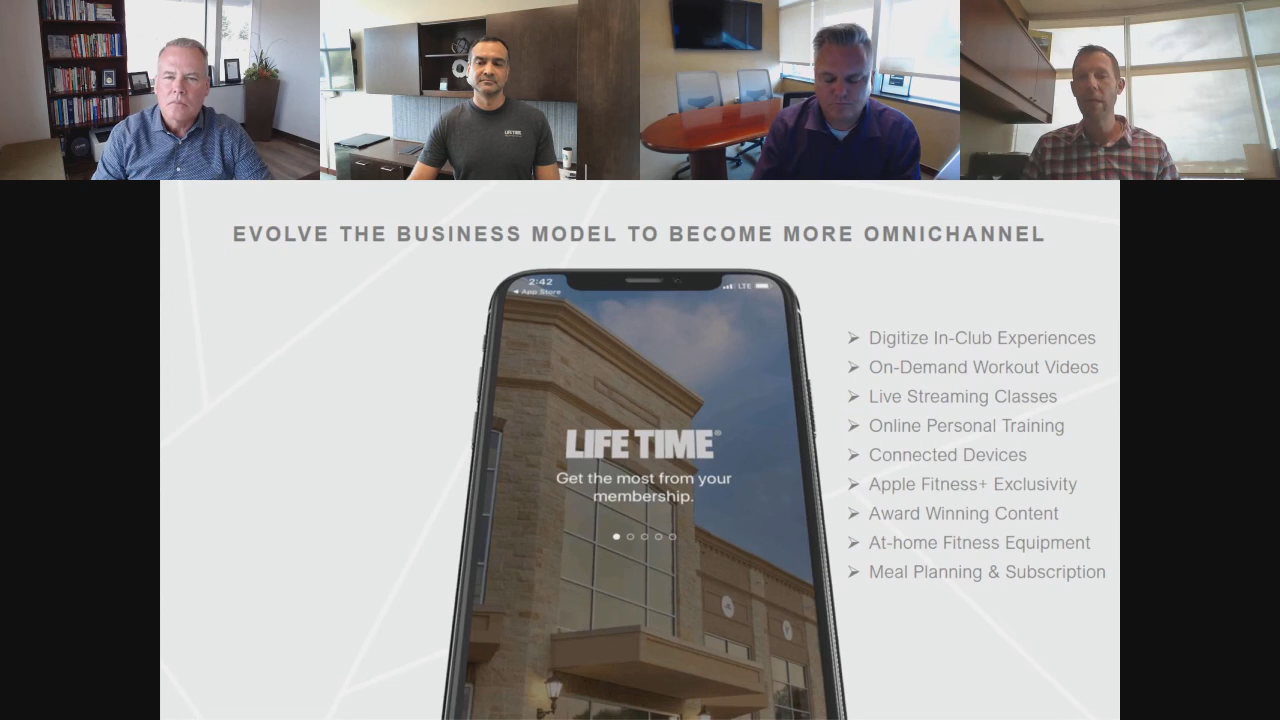 LIFE TIME
EVOLVE THE BUSINESS MODEL TO BECOME MORE OMNICHANNEL
2:42
LTE
◀ App Store
LIFE TIME®
Get the most from your
membership.
➢ Digitize In-Club Experiences
➢ On-Demand Workout Videos
➢ Live Streaming Classes
➢ Online Personal Training
➢ Connected Devices
➢ Apple Fitness+ Exclusivity
➢ Award Winning Content
➢ At-home Fitness Equipment
➢ Meal Planning & Subscription